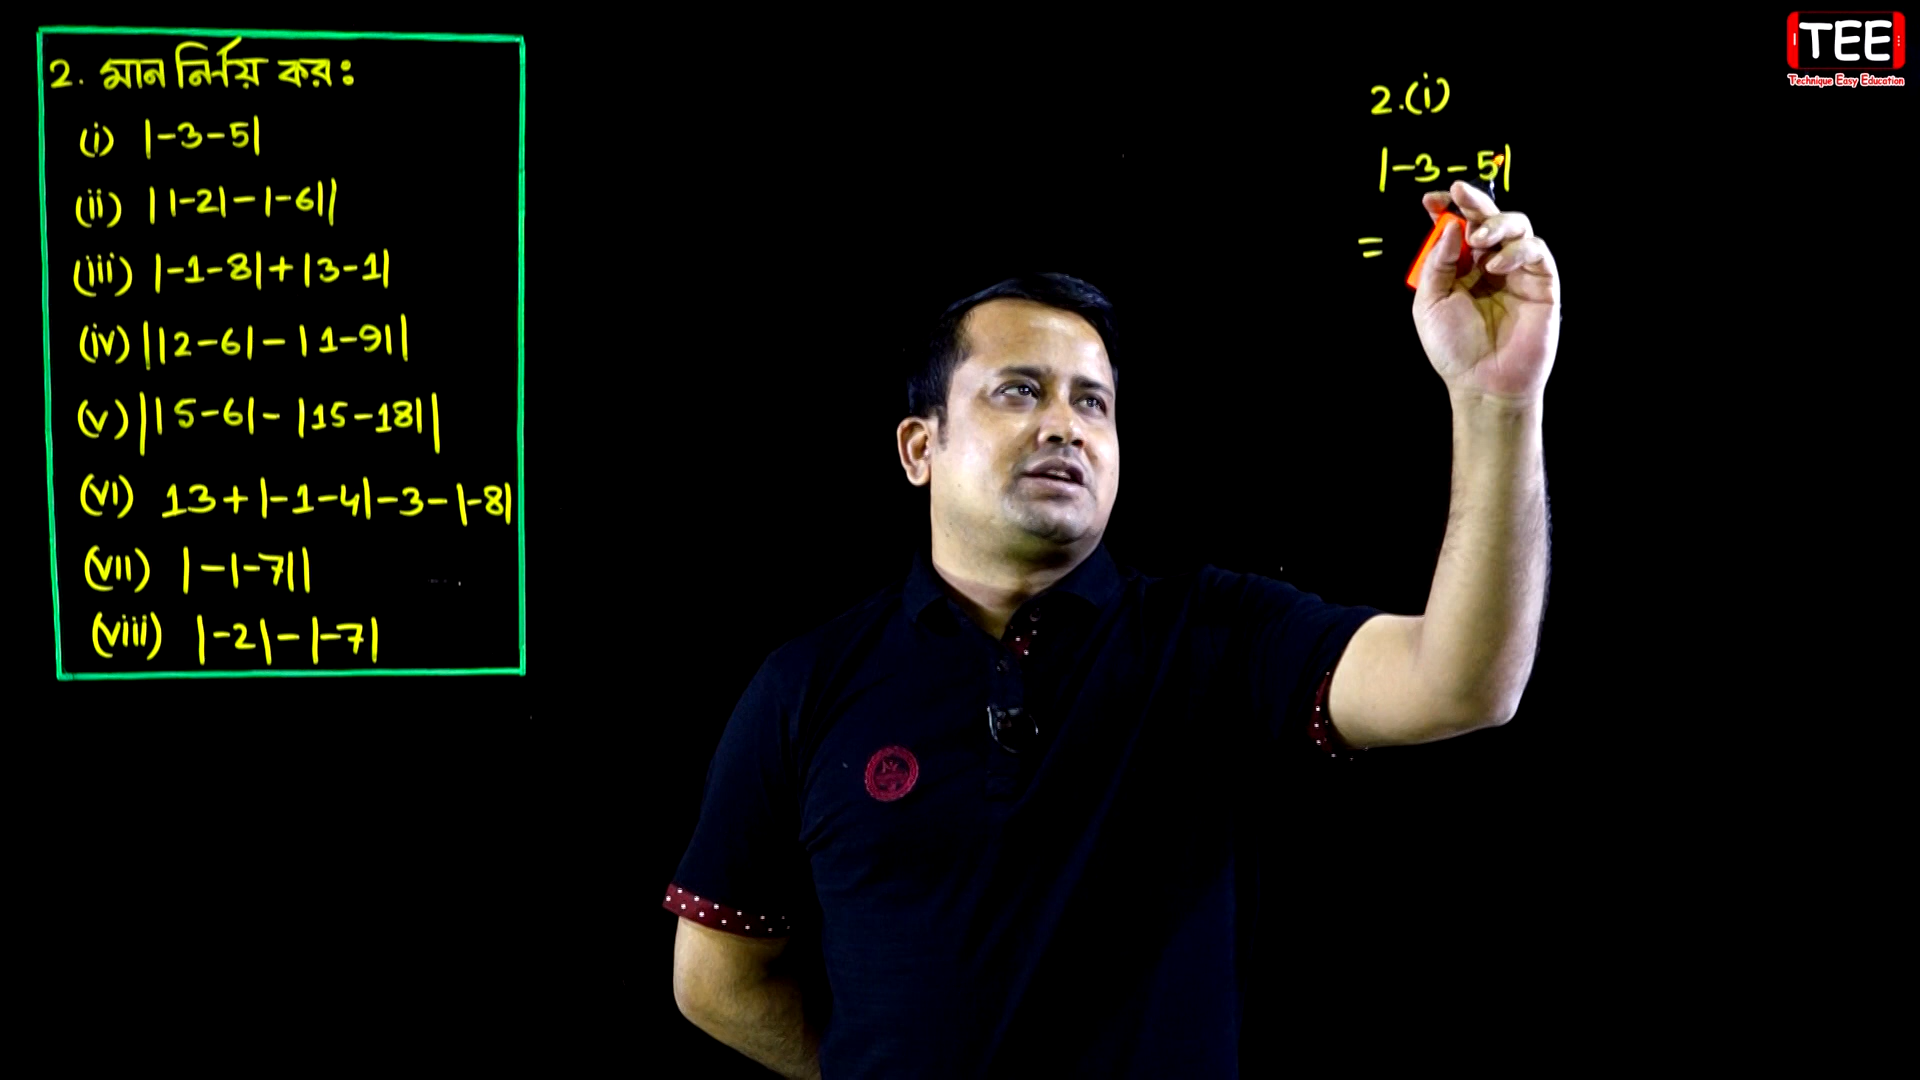 2. মান নির্ণয় করঃ
(i) |-3-5|
(ii) ||-2|-|-6||
(iii) |-1-8|+|3-1|
(iv) ||2-6|-|1-9||
(v) ||5-6|-|15-18||
(vi) 13+|-1-4|-3-|-8|
(vii) |-|-7||
(viii) |-2|-|-7|
2.(i)
|-3-5|
=
TEE
Technique Easy Education